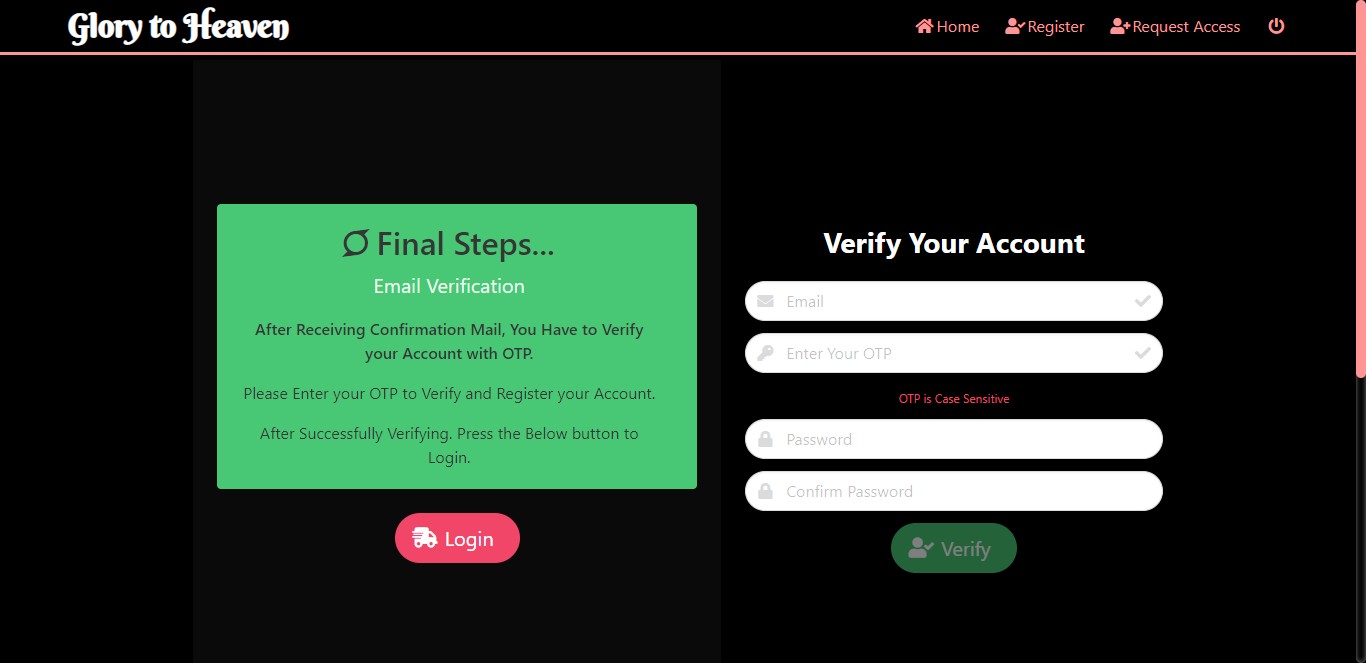 Glory to Heaven
Home
Register
Request Access
Final Steps...
Email Verification
After Receiving Confirmation Mail, You Have to Verify
your Account with OTP.
Please Enter your OTP to Verify and Register your Account.
After Successfully Verifying. Press the Below button to
Login.
Login
Verify Your Account
Email
Enter Your OTP
OTP is Case Sensitive
Password
Confirm Password
Verify